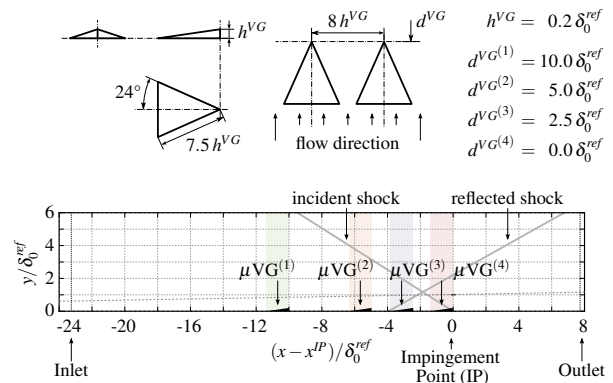 h^{VG}
24°
7.5 h^{VG}
8 h^{VG}
d^{VG}
flow direction
h^{VG} = 0.2 δ_0^{ref}
d^{VG^{(1)}} = 10.0 δ_0^{ref}
d^{VG^{(2)}} = 5.0 δ_0^{ref}
d^{VG^{(3)}} = 2.5 δ_0^{ref}
d^{VG^{(4)}} = 0.0 δ_0^{ref}
incident shock
reflected shock
y/δ_0^{ref}
6
4
2
0
μVG^{(1)}
μVG^{(2)}
μVG^{(3)}
μVG^{(4)}
-24 -20 -16 -12 -8 -4 0 4 8
(x − x^{IP})/δ_0^{ref}
Inlet
Impingement
Point (IP)
Outlet